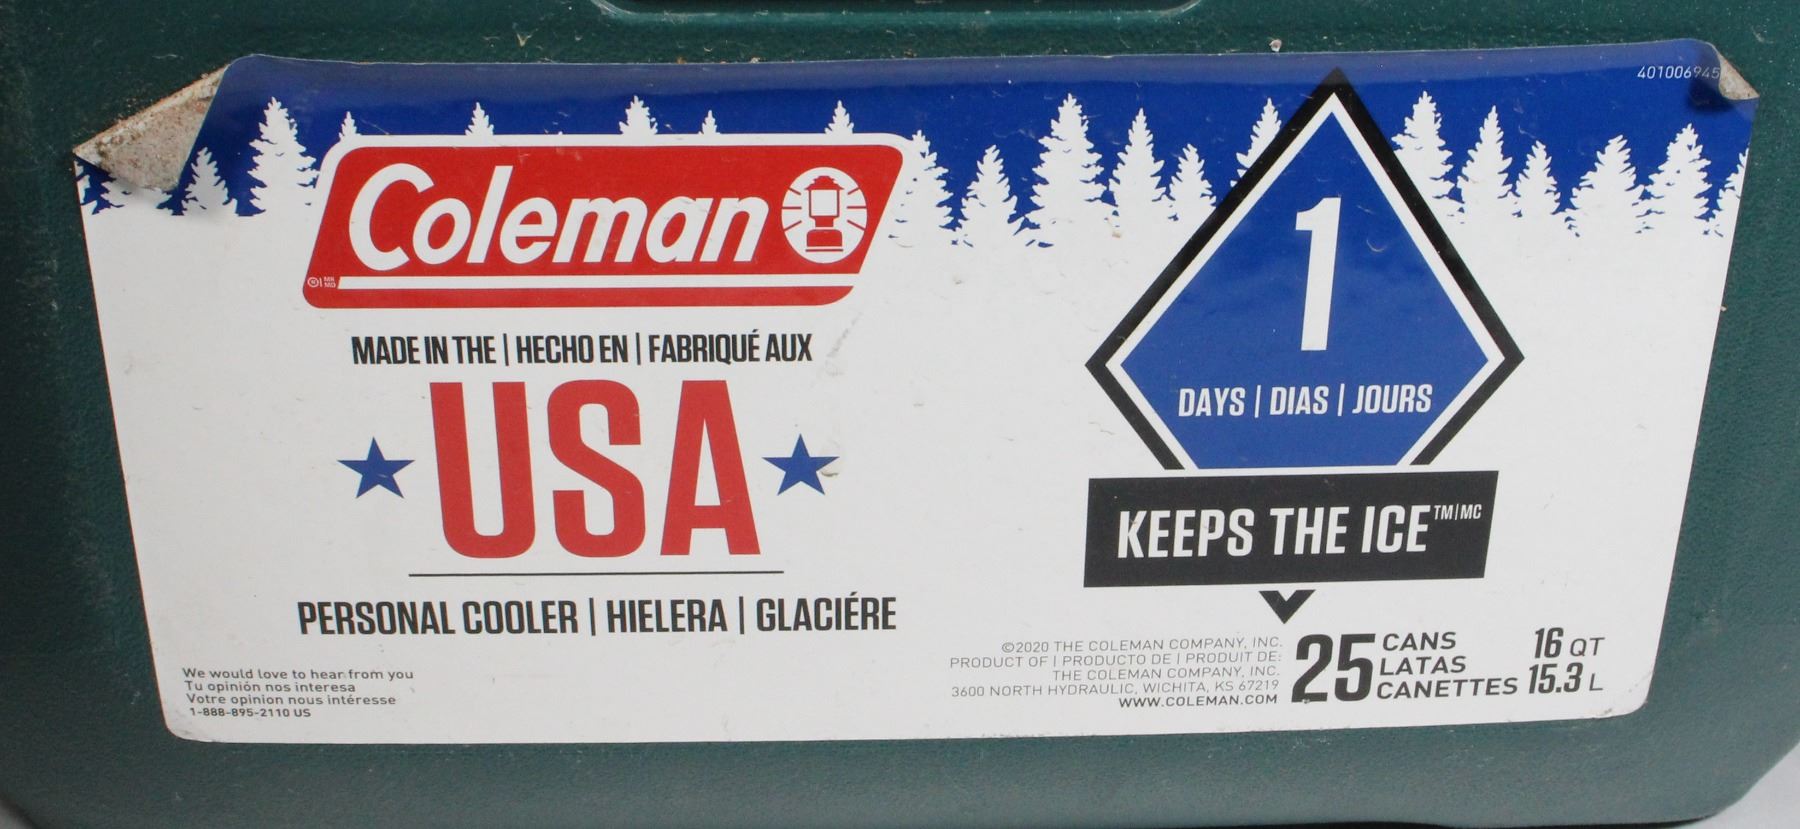 401006945
Coleman
MADE IN THE | HECHO EN | FABRIQUÉ AUX
USA
PERSONAL COOLER | HIELERA | GLACIÉRE
We would love to hear from you
Tu opinión nos interesa
Votre opinion nous intéresse
1-888-895-2110 US
1
DAYS | DIAS | JOURS
KEEPS THE ICE™|MC
©2020 THE COLEMAN COMPANY, INC.
PRODUCT OF | PRODUCTO DE | PRODUIT DE:
THE COLEMAN COMPANY, INC.
3600 NORTH HYDRAULIC, WICHITA, KS 67219
WWW.COLEMAN.COM
25 CANS
LATAS
CANETTES
16 QT
15.3 L